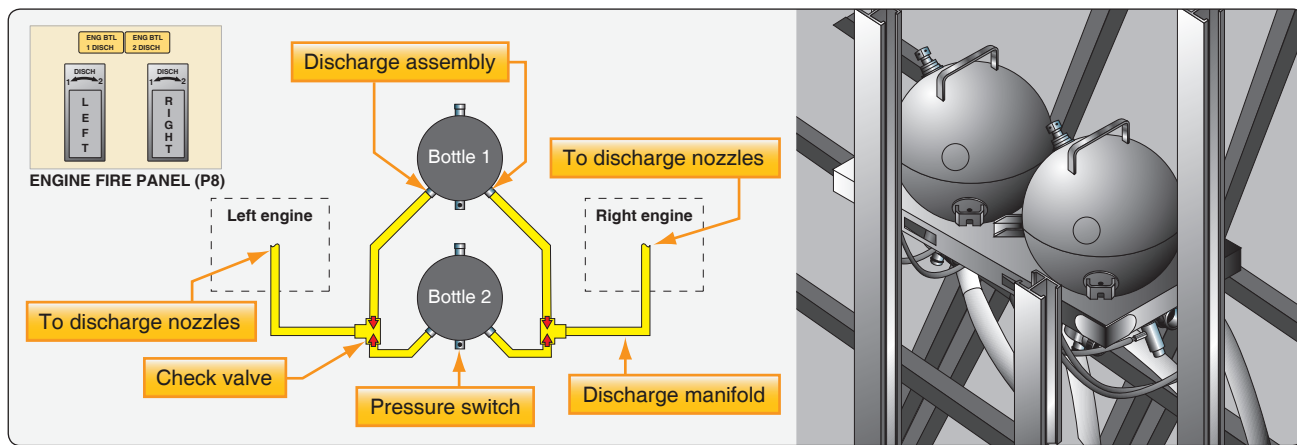 ENG BTL
1 DISCH
ENG BTL
2 DISCH
DISCH
1 2
LEFT
DISCH
1 2
RIGHT
ENGINE FIRE PANEL (P8)
Discharge assembly
Bottle 1
To discharge nozzles
Left engine
Right engine
Bottle 2
To discharge nozzles
Check valve
Pressure switch
Discharge manifold